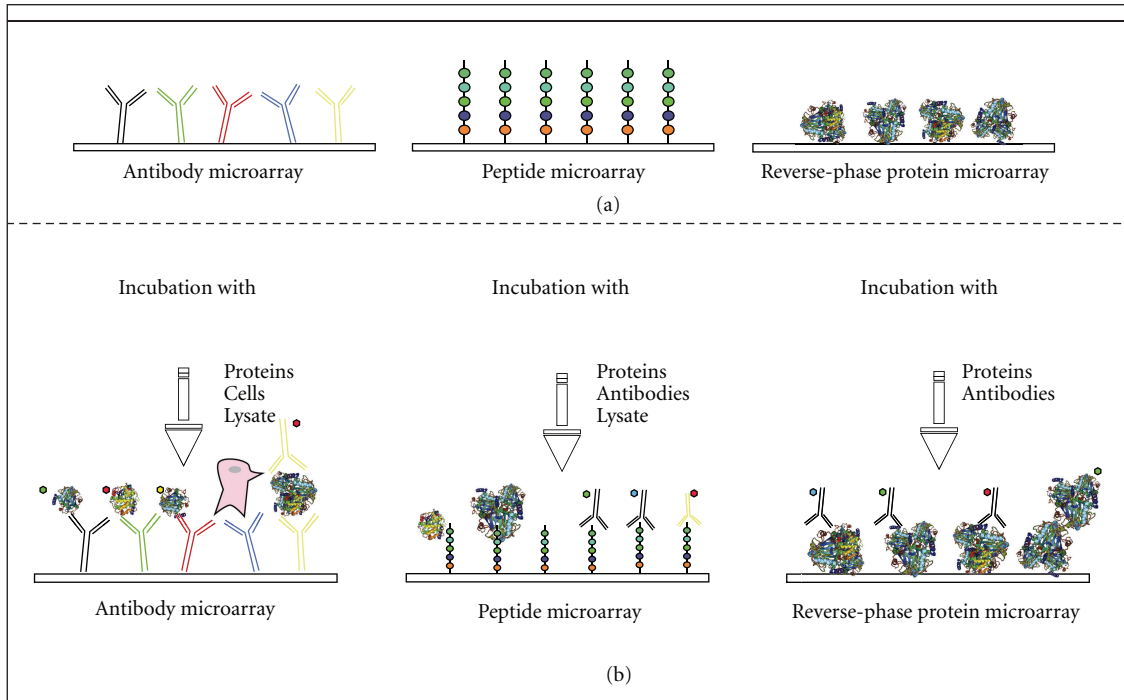 Antibody microarray
Peptide microarray
Reverse-phase protein microarray
(a)
Incubation with
Incubation with
Incubation with
Proteins
Cells
Lysate
Proteins
Antibodies
Lysate
Proteins
Antibodies
Antibody microarray
Peptide microarray
Reverse-phase protein microarray
(b)